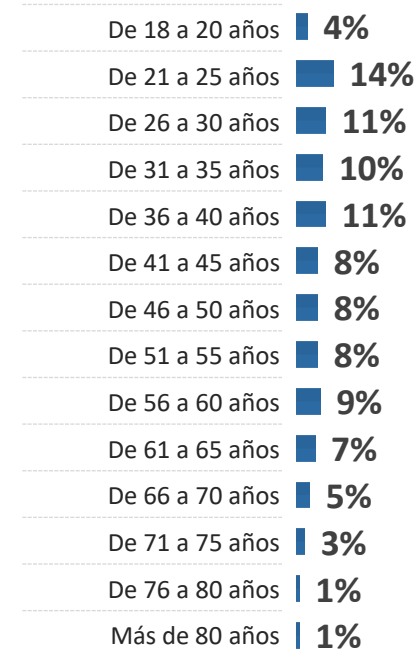 De 18 a 20 años 4%
De 21 a 25 años 14%
De 26 a 30 años 11%
De 31 a 35 años 10%
De 36 a 40 años 11%
De 41 a 45 años 8%
De 46 a 50 años 8%
De 51 a 55 años 8%
De 56 a 60 años 9%
De 61 a 65 años 7%
De 66 a 70 años 5%
De 71 a 75 años 3%
De 76 a 80 años 1%
Más de 80 años 1%